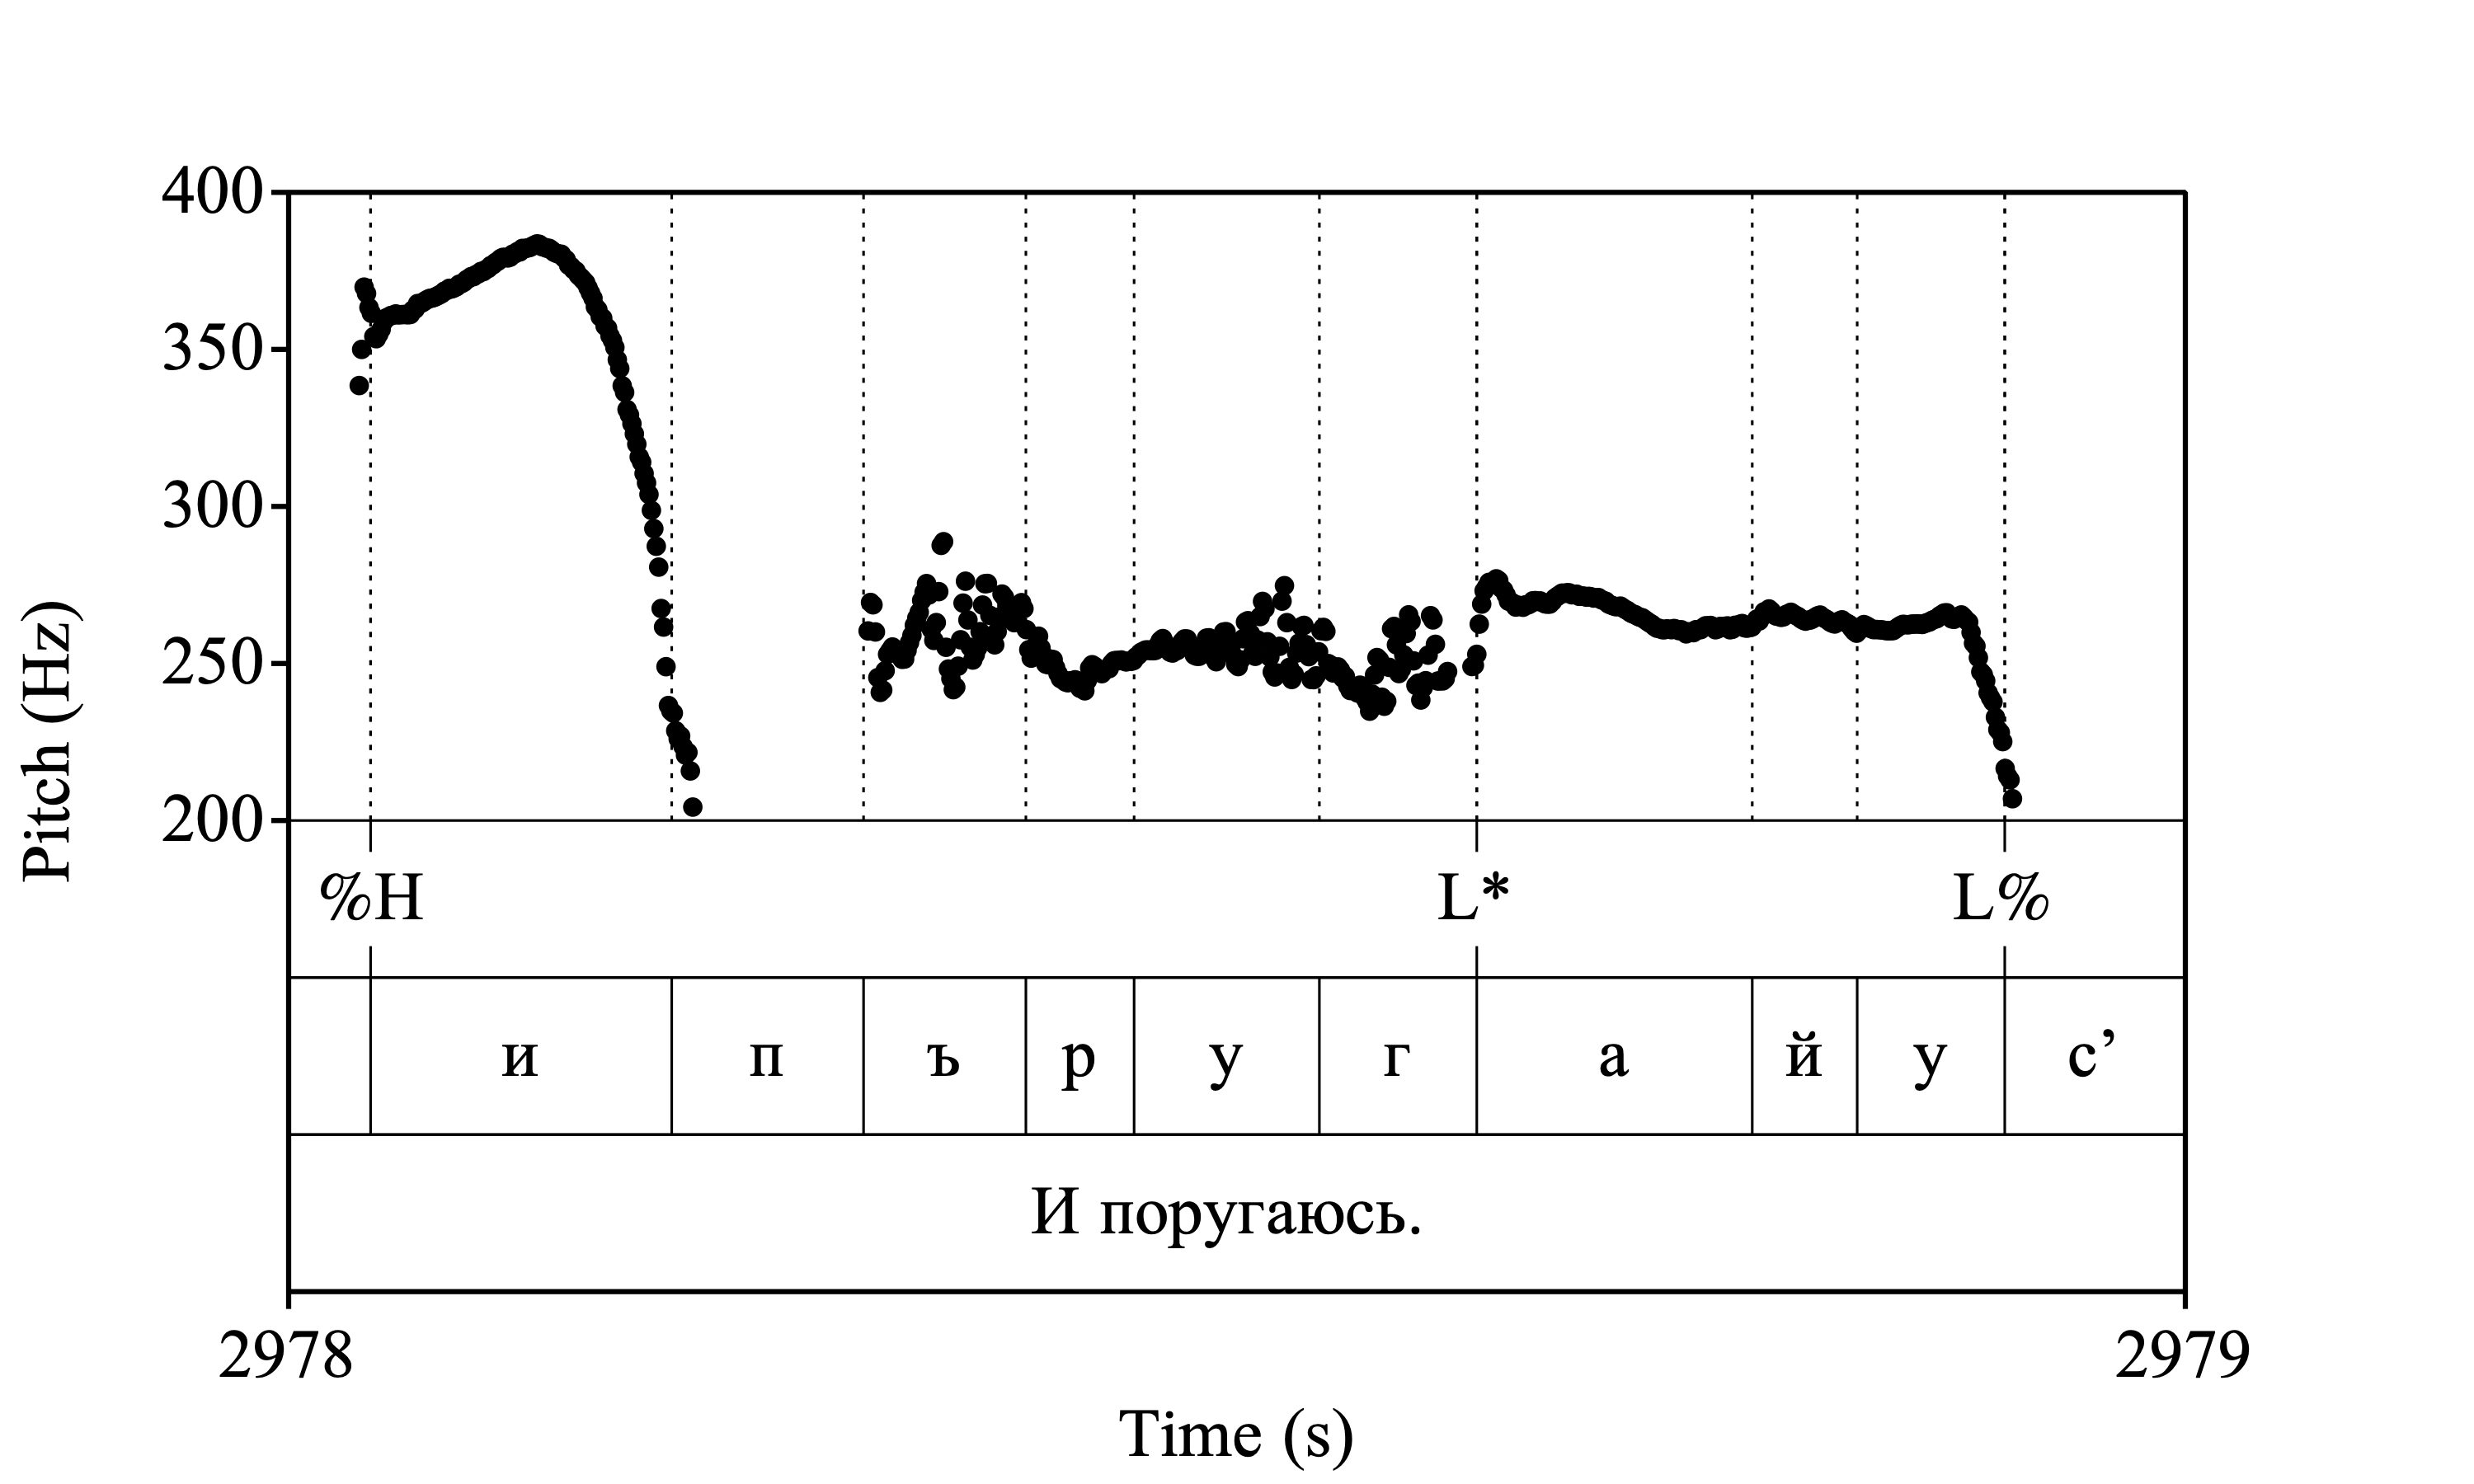 400
350
300
250
200
Pitch (Hz)
%H L* L%
и п ъ р у г а й у с’
И поругаюсь.
2978 2979
Time (s)